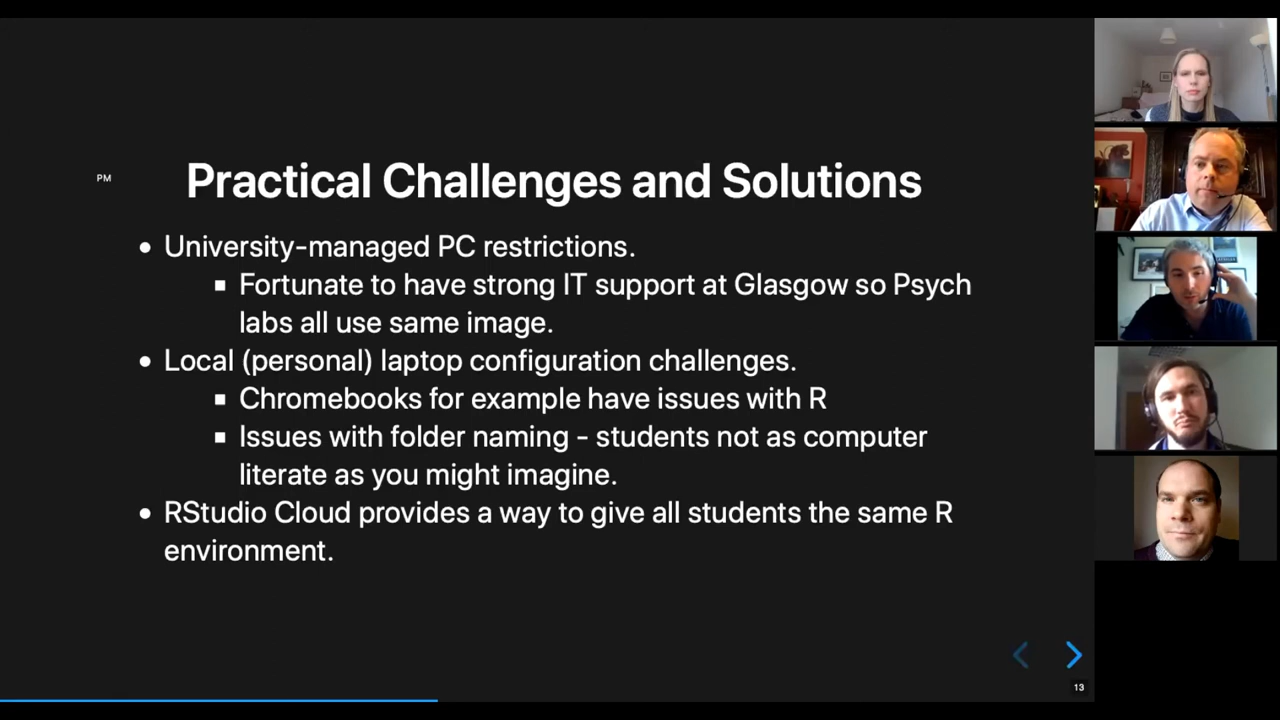 PM
Practical Challenges and Solutions
University-managed PC restrictions.
Fortunate to have strong IT support at Glasgow so Psych
labs all use same image.
Local (personal) laptop configuration challenges.
Chromebooks for example have issues with R
Issues with folder naming - students not as computer
literate as you might imagine.
RStudio Cloud provides a way to give all students the same R
environment.
13